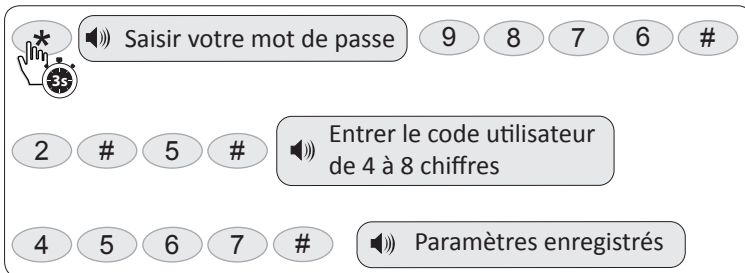 * Saisir votre mot de passe 9 8 7 6 #
3s
2 # 5 # Entrer le code utilisateur
de 4 à 8 chiffres
4 5 6 7 # Paramètres enregistrés